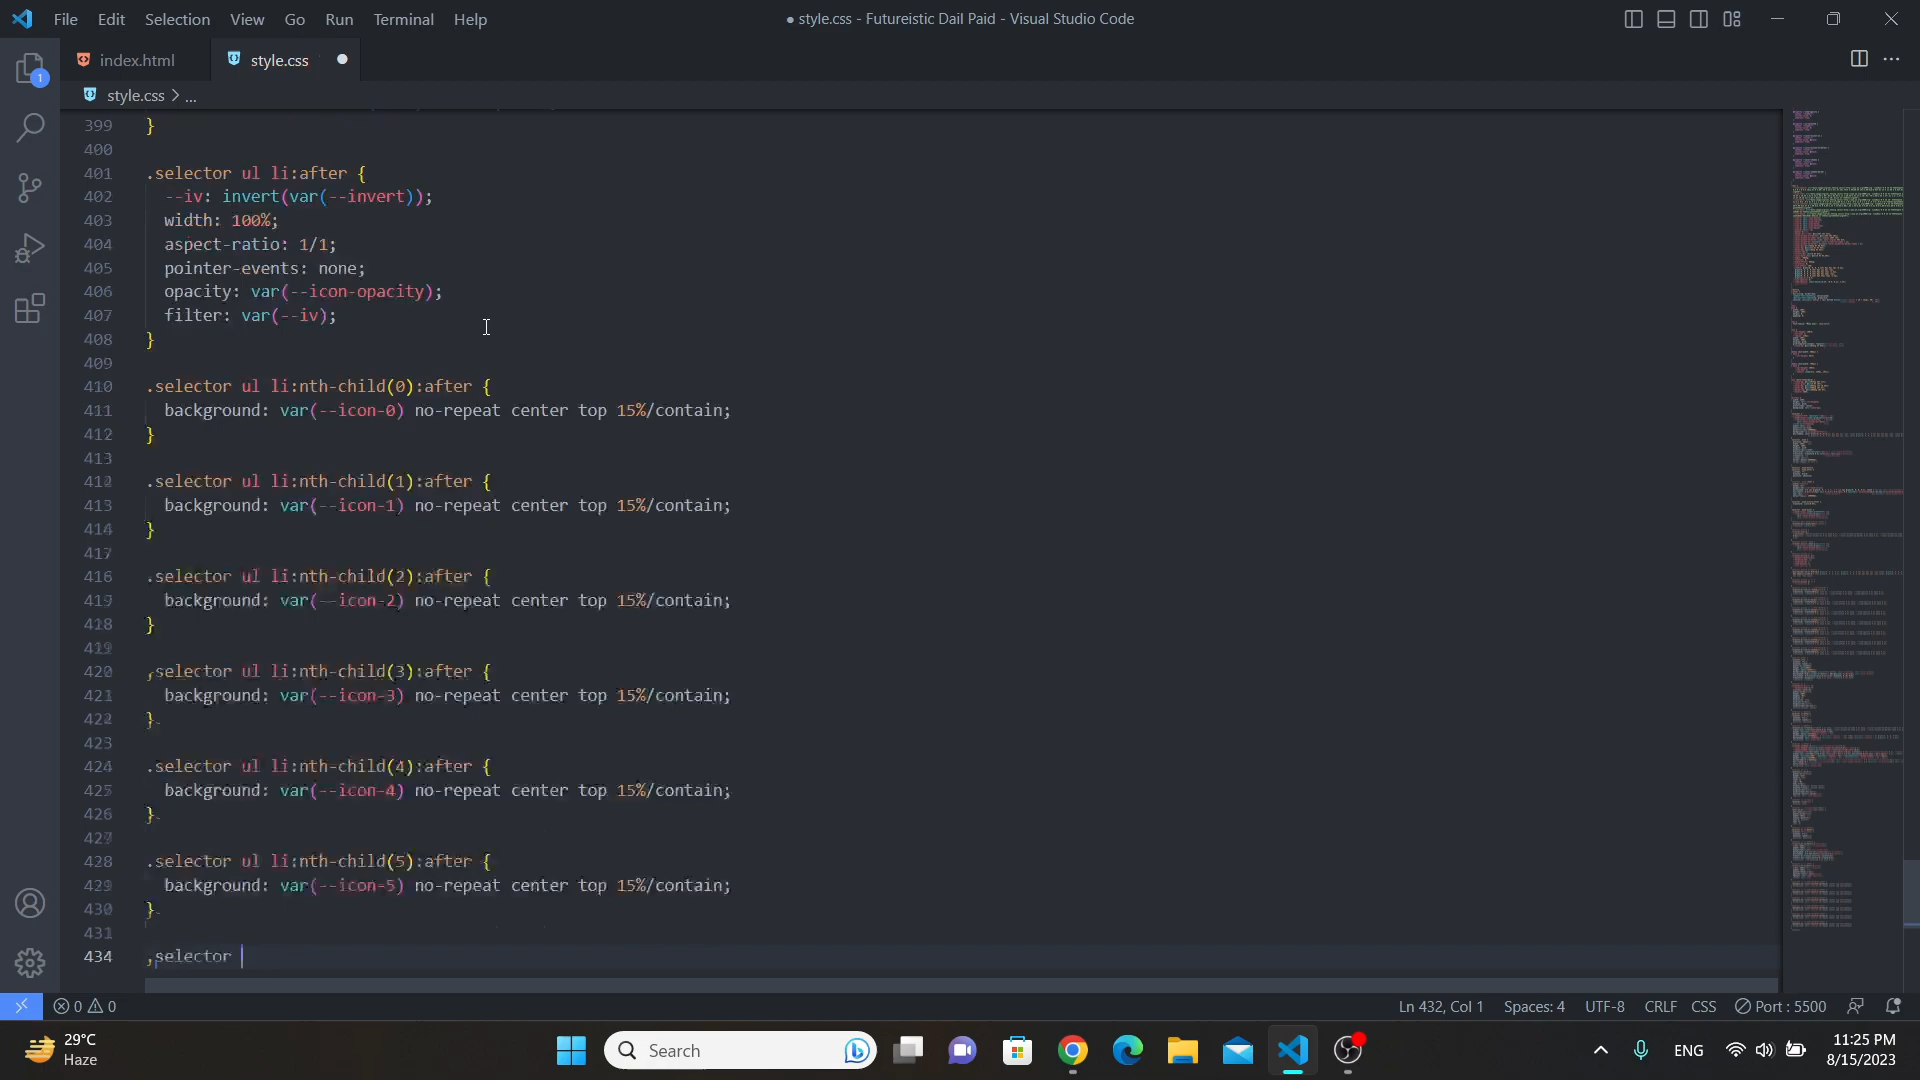 File Edit Selection View Go Run Terminal Help
● style.css - Futureistic Dail Paid - Visual Studio Code
index.html
style.css
style.css > ...
1
399 }
400
401 .selector ul li:after {
402 --iv: invert(var(--invert));
403 width: 100%;
404 aspect-ratio: 1/1;
405 pointer-events: none;
406 opacity: var(--icon-opacity);
407 filter: var(--iv);
408 }
409
410 .selector ul li:nth-child(0):after {
411 background: var(--icon-0) no-repeat center top 15%/contain;
412 }
413
.selector ul li:nth-child(1):after {
413 background: var(--icon-1) no-repeat center top 15%/contain;
414 }
417
416 .selector ul li:nth-child(2):after {
background: var(--icon-2) no-repeat center top 15%/contain;
418 }
420 .selector ul li:nth-child(3):after {
421 background: var(--icon-3) no-repeat center top 15%/contain;
422 }
423
424 .selector ul li:nth-child(4):after {
425 background: var(--icon-4) no-repeat center top 15%/contain;
426 }
427
428 .selector ul li:nth-child(5):after {
429 background: var(--icon-5) no-repeat center top 15%/contain;
430 }
431
434 .selector
0 0
Ln 432, Col 1 Spaces: 4 UTF-8 CRLF CSS Port : 5500
29°C
Haze
Search
ENG
11:25 PM
8/15/2023